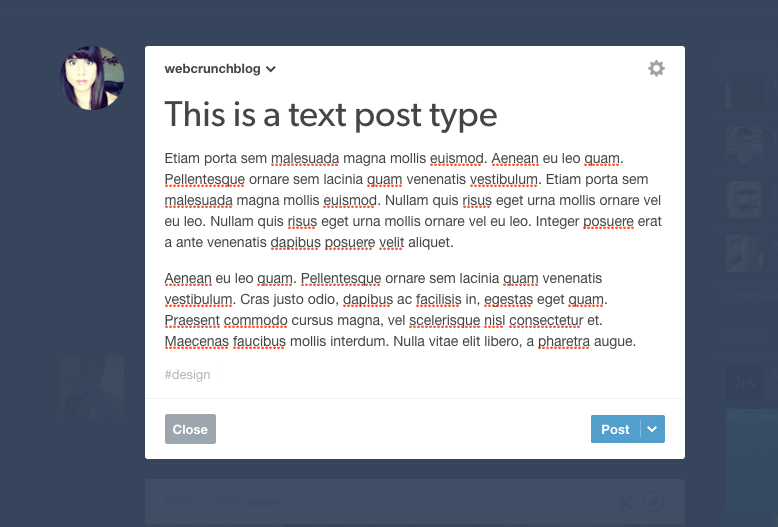 webcrunchblog
This is a text post type
Etiam porta sem malesuada magna mollis euismod. Aenean eu leo quam.
Pellentesque ornare sem lacinia quam venenatis vestibulum. Etiam porta sem
malesuada magna mollis euismod. Nullam quis risus eget urna mollis ornare vel
eu leo. Nullam quis risus eget urna mollis ornare vel eu leo. Integer posuere erat
a ante venenatis dapibus posuere velit aliquet.
Aenean eu leo quam. Pellentesque ornare sem lacinia quam venenatis
vestibulum. Cras justo odio, dapibus ac facilisis in, egestas eget quam.
Praesent commodo cursus magna, vel scelerisque nisl consectetur et.
Maecenas faucibus mollis interdum. Nulla vitae elit libero, a pharetra augue.
#design
Close
Post